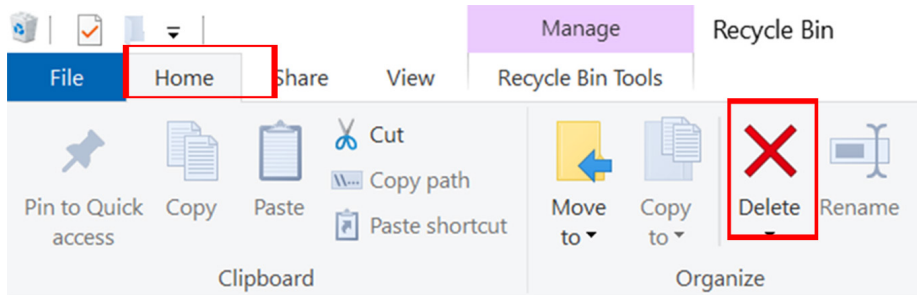 Manage
Recycle Bin
File
Home
Share
View
Recycle Bin Tools
Pin to Quick
access
Copy
Paste
Cut
Copy path
Paste shortcut
Clipboard
Move
to
Copy
to
Delete
Rename
Organize